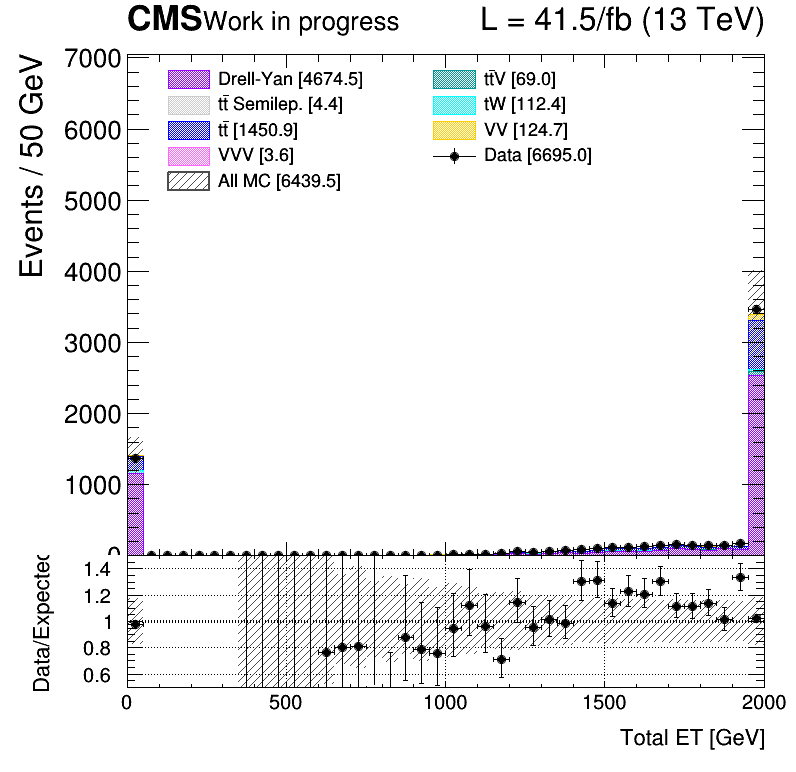 CMS Work in progress L = 41.5/fb (13 TeV)
Events / 50 GeV
7000
6000
5000
4000
3000
2000
1000
0
Drell-Yan [4674.5]
tt̄ Semilep. [4.4]
tt̄ [1450.9]
VVV [3.6]
All MC [6439.5]
tt̄V [69.0]
tW [112.4]
VV [124.7]
Data [6695.0]
Data/Expected
1.4
1.2
1
0.8
0.6
0 500 1000 1500 2000
Total ET [GeV]